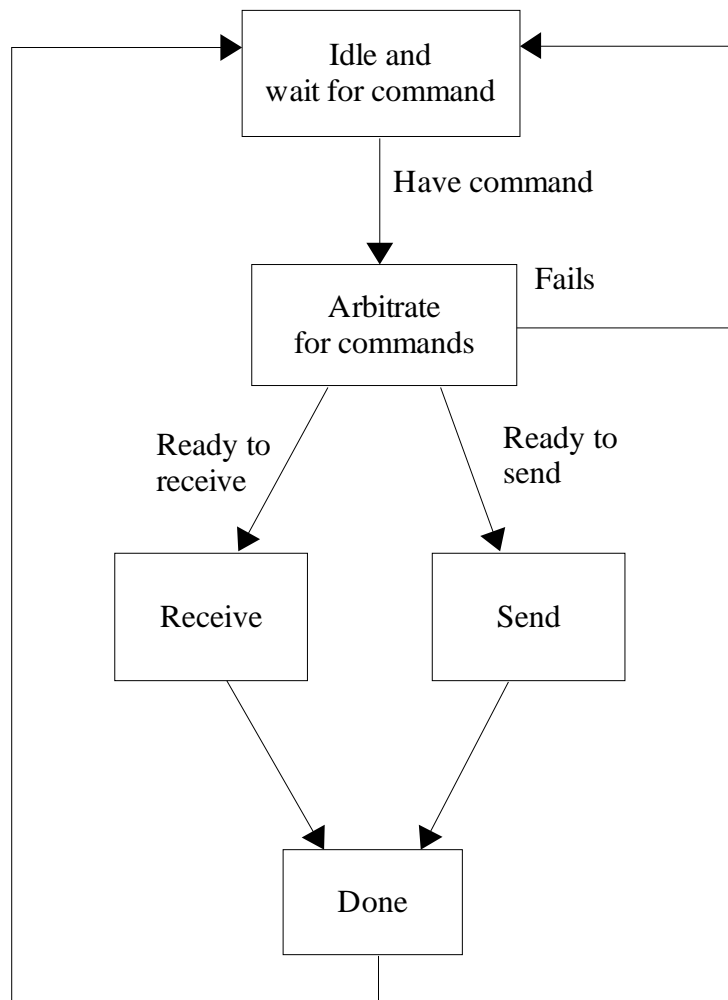 Idle and
wait for command
Have command
Fails
Arbitrate
for commands
Ready to
receive
Ready to
send
Receive
Send
Done